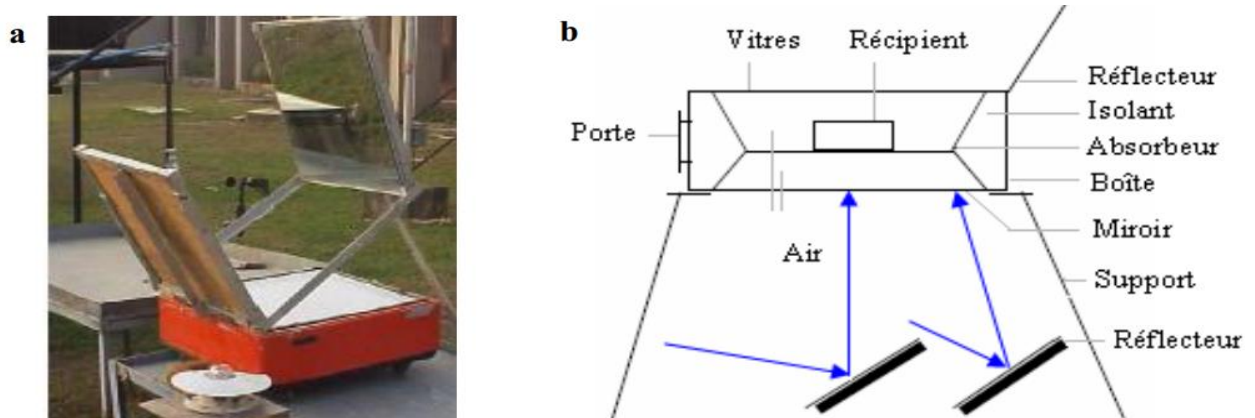 a
b
Vitres
Récipient
Réflecteur
Isolant
Porte
Absorbeur
Boîte
Miroir
Air
Support
Réflecteur